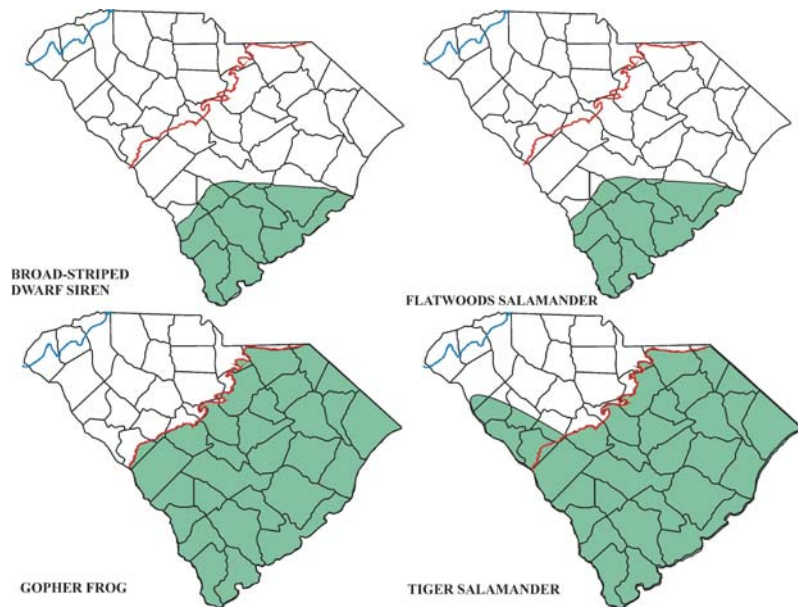 BROAD-STRIPED
DWARF SIREN
FLATWOODS SALAMANDER
GOPHER FROG
TIGER SALAMANDER